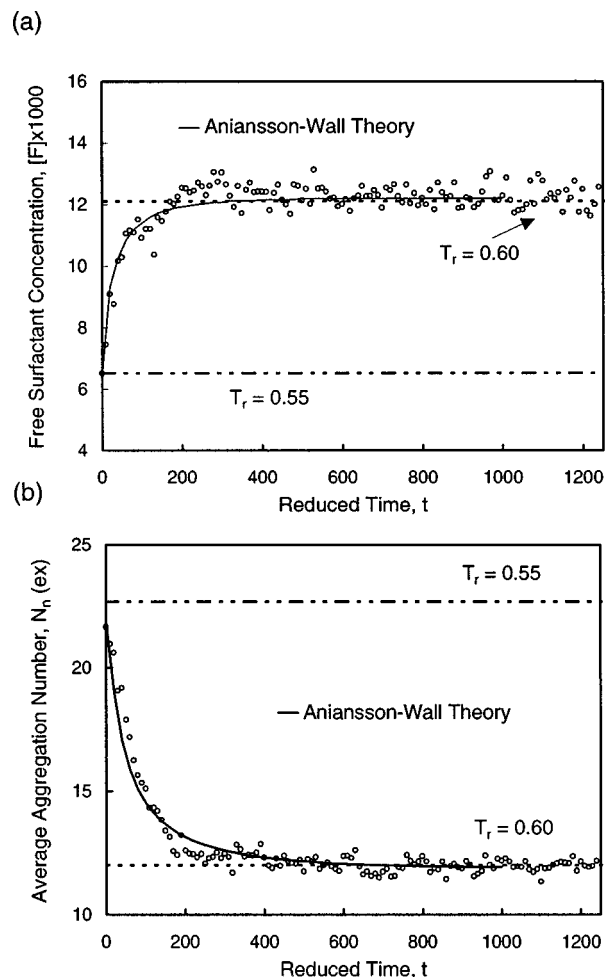 (a)
16
14
12
10
8
6
4
Free Surfactant Concentration, [F]x1000
Aniansson-Wall Theory
T_r = 0.60
T_r = 0.55
0 200 400 600 800 1000 1200
Reduced Time, t
(b)
25
20
15
10
Average Aggregation Number, N_n (ex)
T_r = 0.55
Aniansson-Wall Theory
T_r = 0.60
0 200 400 600 800 1000 1200
Reduced Time, t